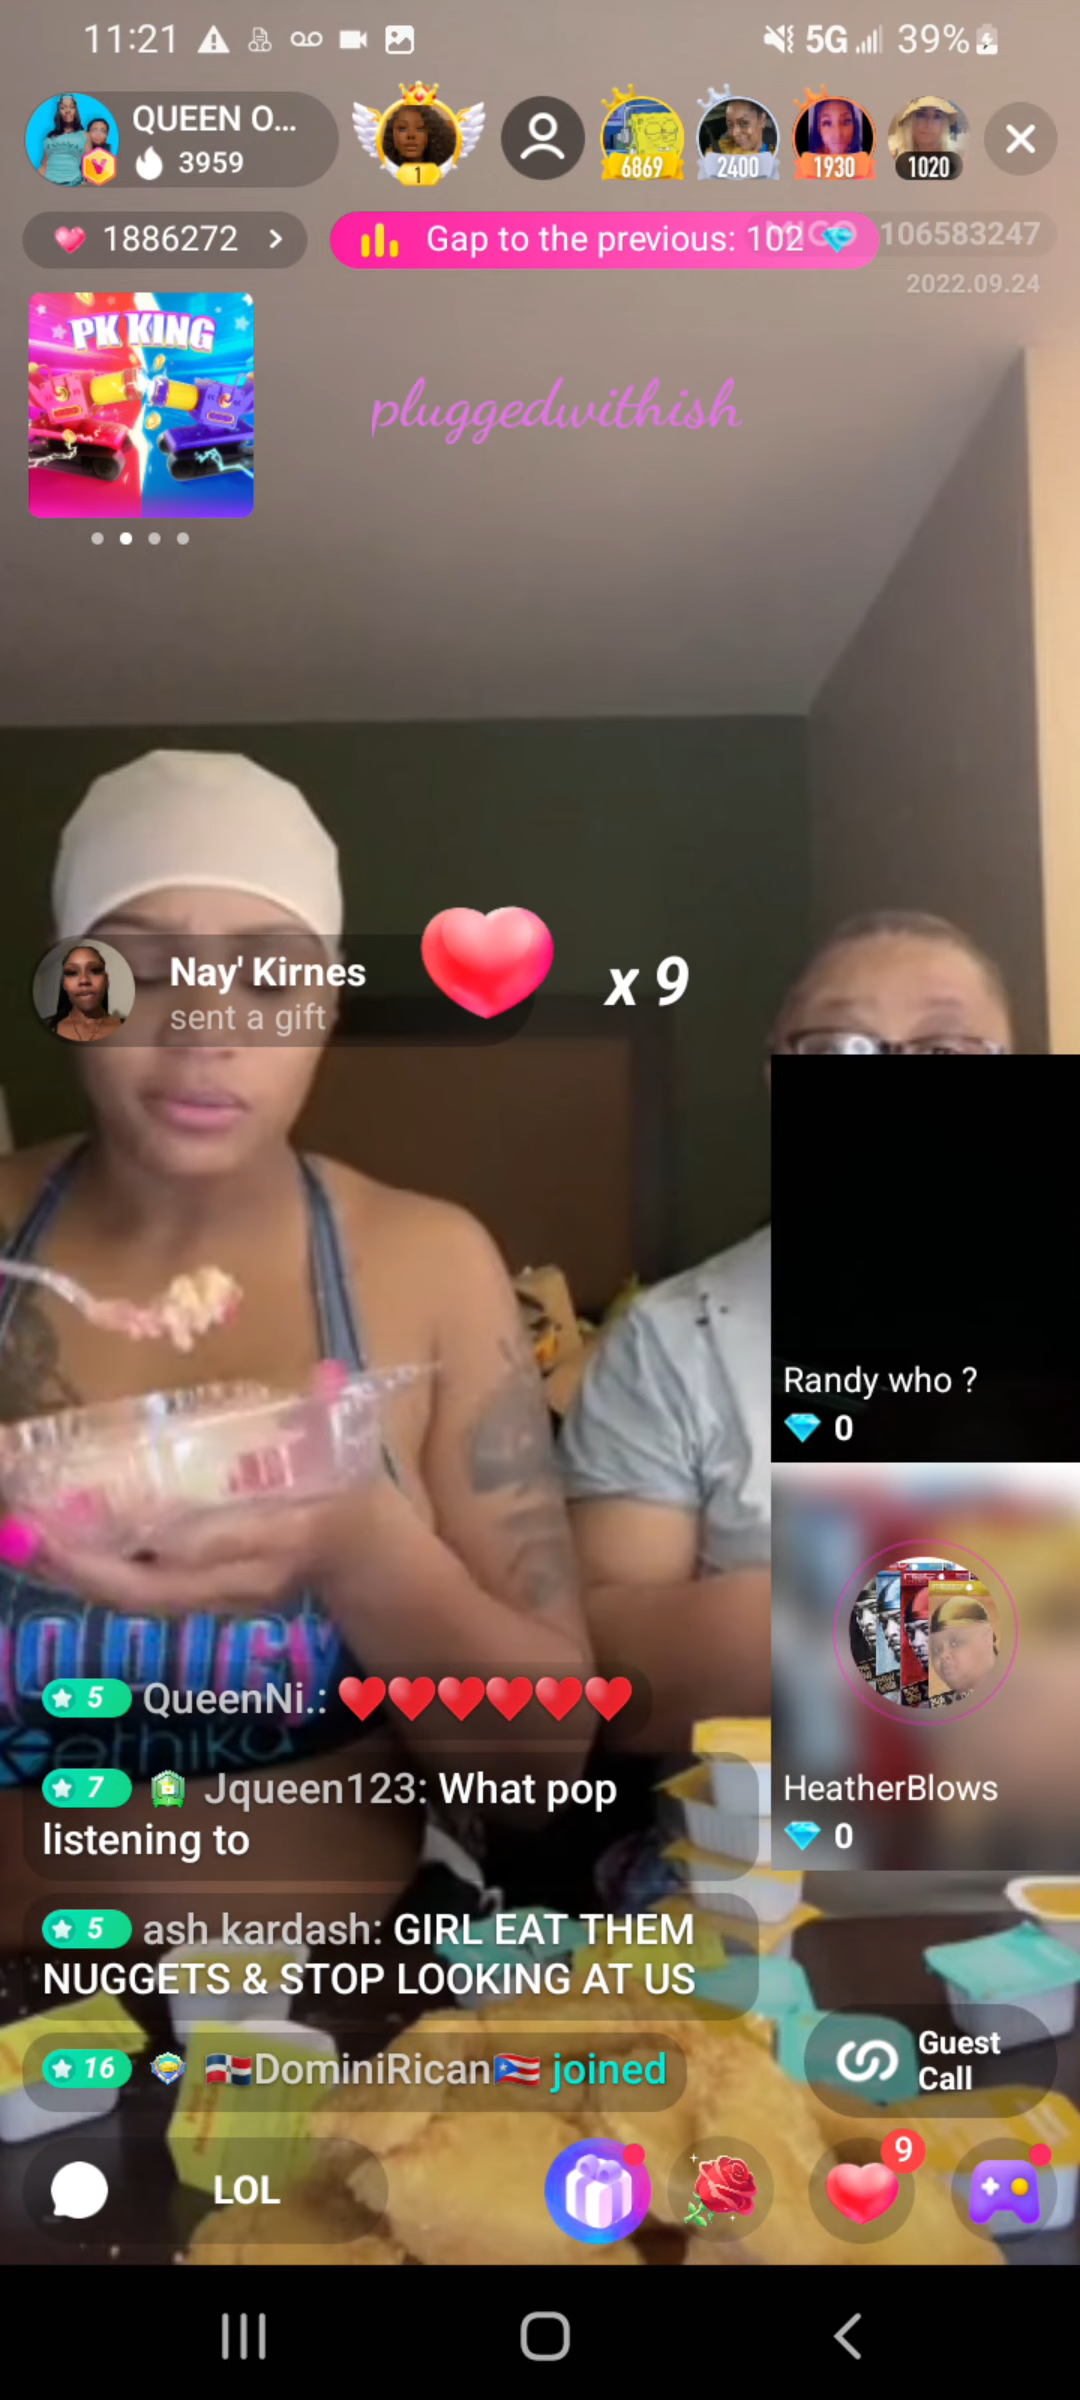 11:21
5G 39%
QUEEN O...
3959
1
6869
2400
1930
1020
1886272 >
Gap to the previous: 102
MICO 106583247
2022.09.24
PK KING
pluggedwithish
Nay' Kirnes
sent a gift
x 9
Randy who ?
0
HeatherBlows
0
ethika
5 QueenNi.: ❤❤❤❤❤❤
7 Jqueen123: What pop
listening to
5 ash kardash: GIRL EAT THEM
NUGGETS & STOP LOOKING AT US
16 🇩🇴DominiRican🇵🇷 joined
Guest
Call
LOL
9